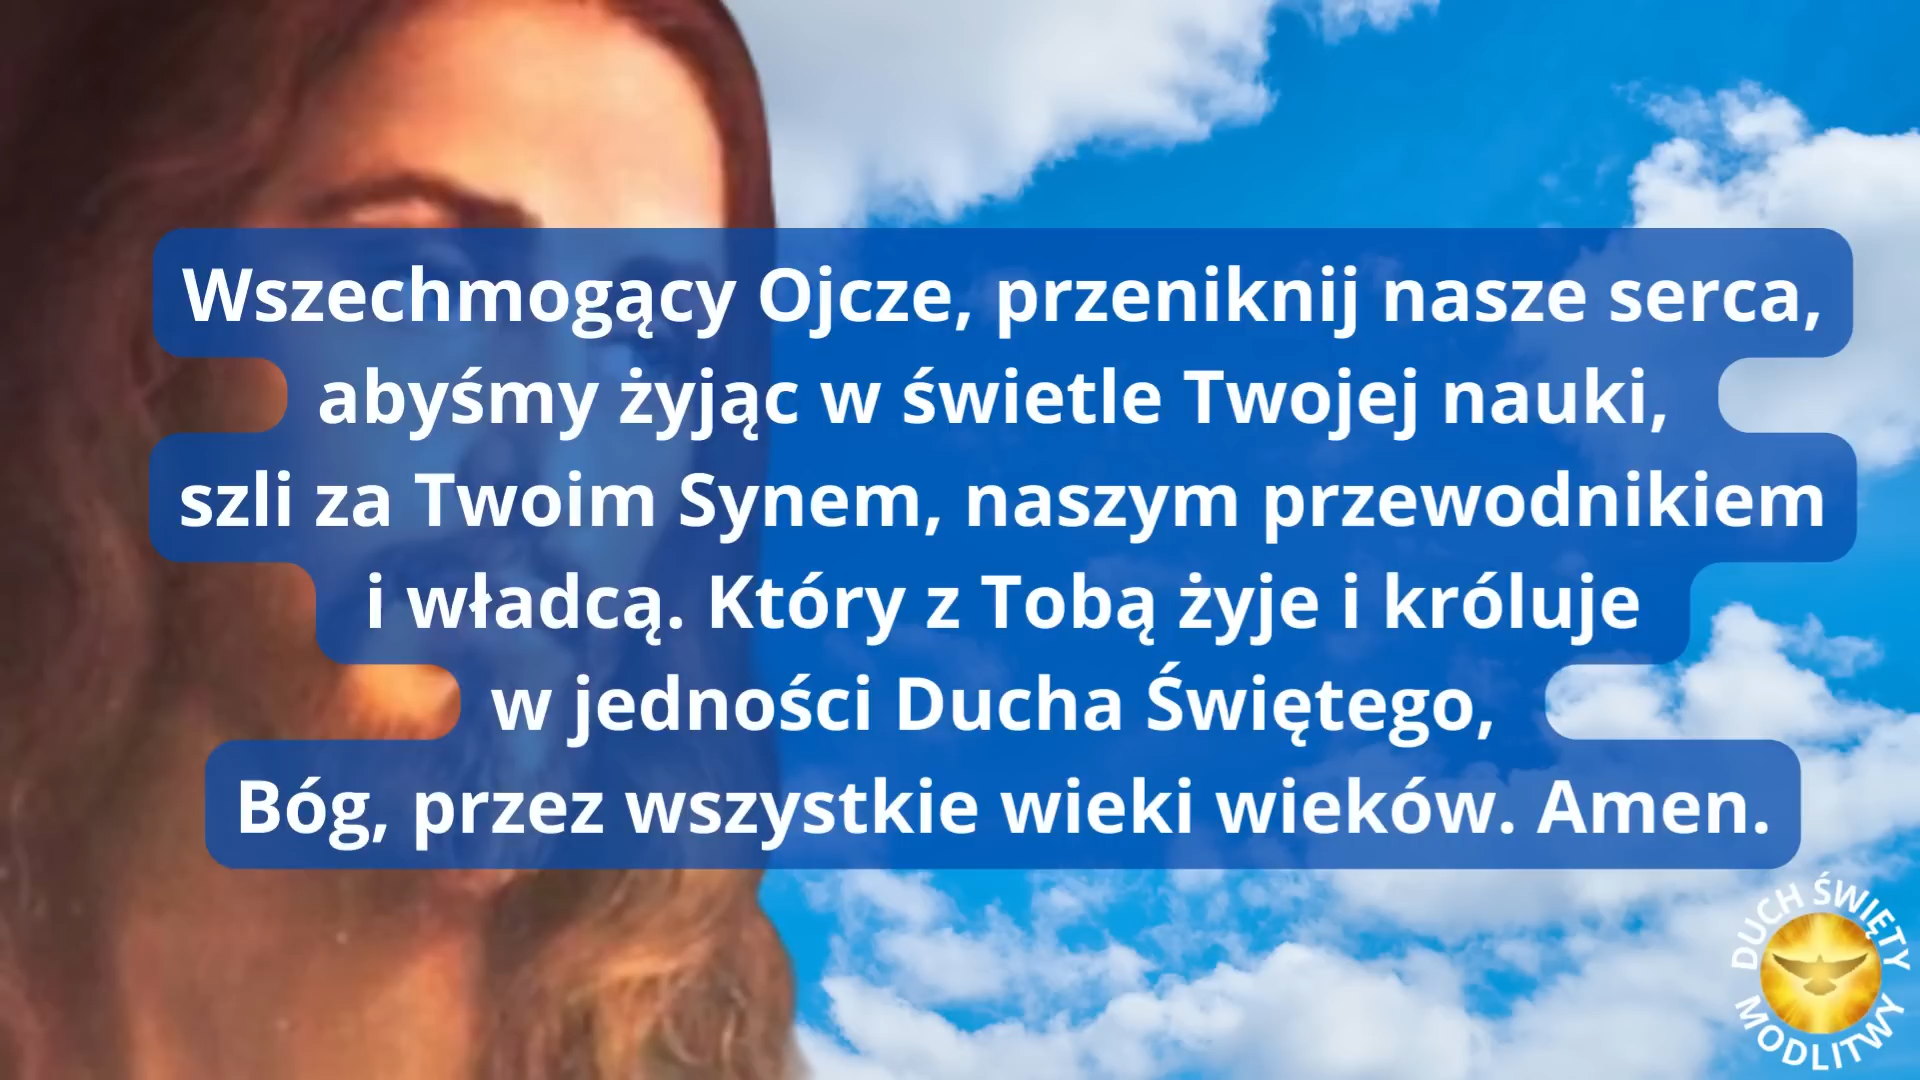 Wszechmogący Ojcze, przeniknij nasze serca,
abyśmy żyjąc w świetle Twojej nauki,
szli za Twoim Synem, naszym przewodnikiem
i władcą. Który z Tobą żyje i króluje
w jedności Ducha Świętego,
Bóg, przez wszystkie wieki wieków. Amen.
DUCH ŚWIĘTY
MODLITWY